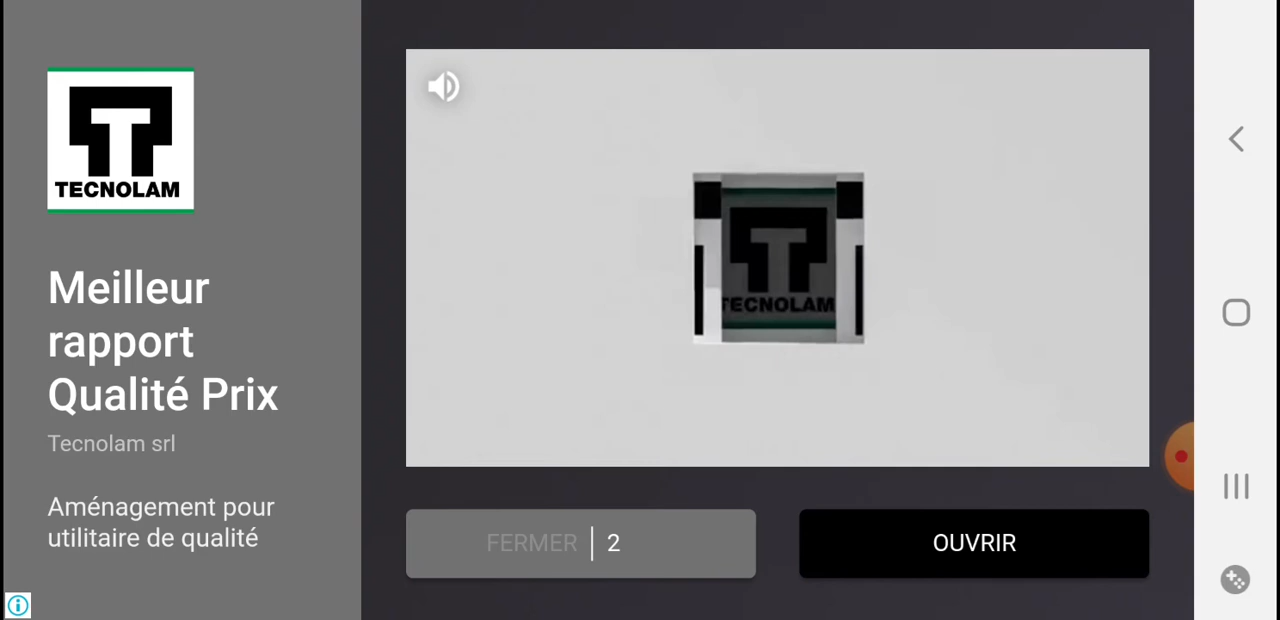 TECNOLAM
Meilleur
rapport
Qualité Prix
Tecnolam srl
Aménagement pour
utilitaire de qualité
TECNOLAM
FERMER | 2
OUVRIR